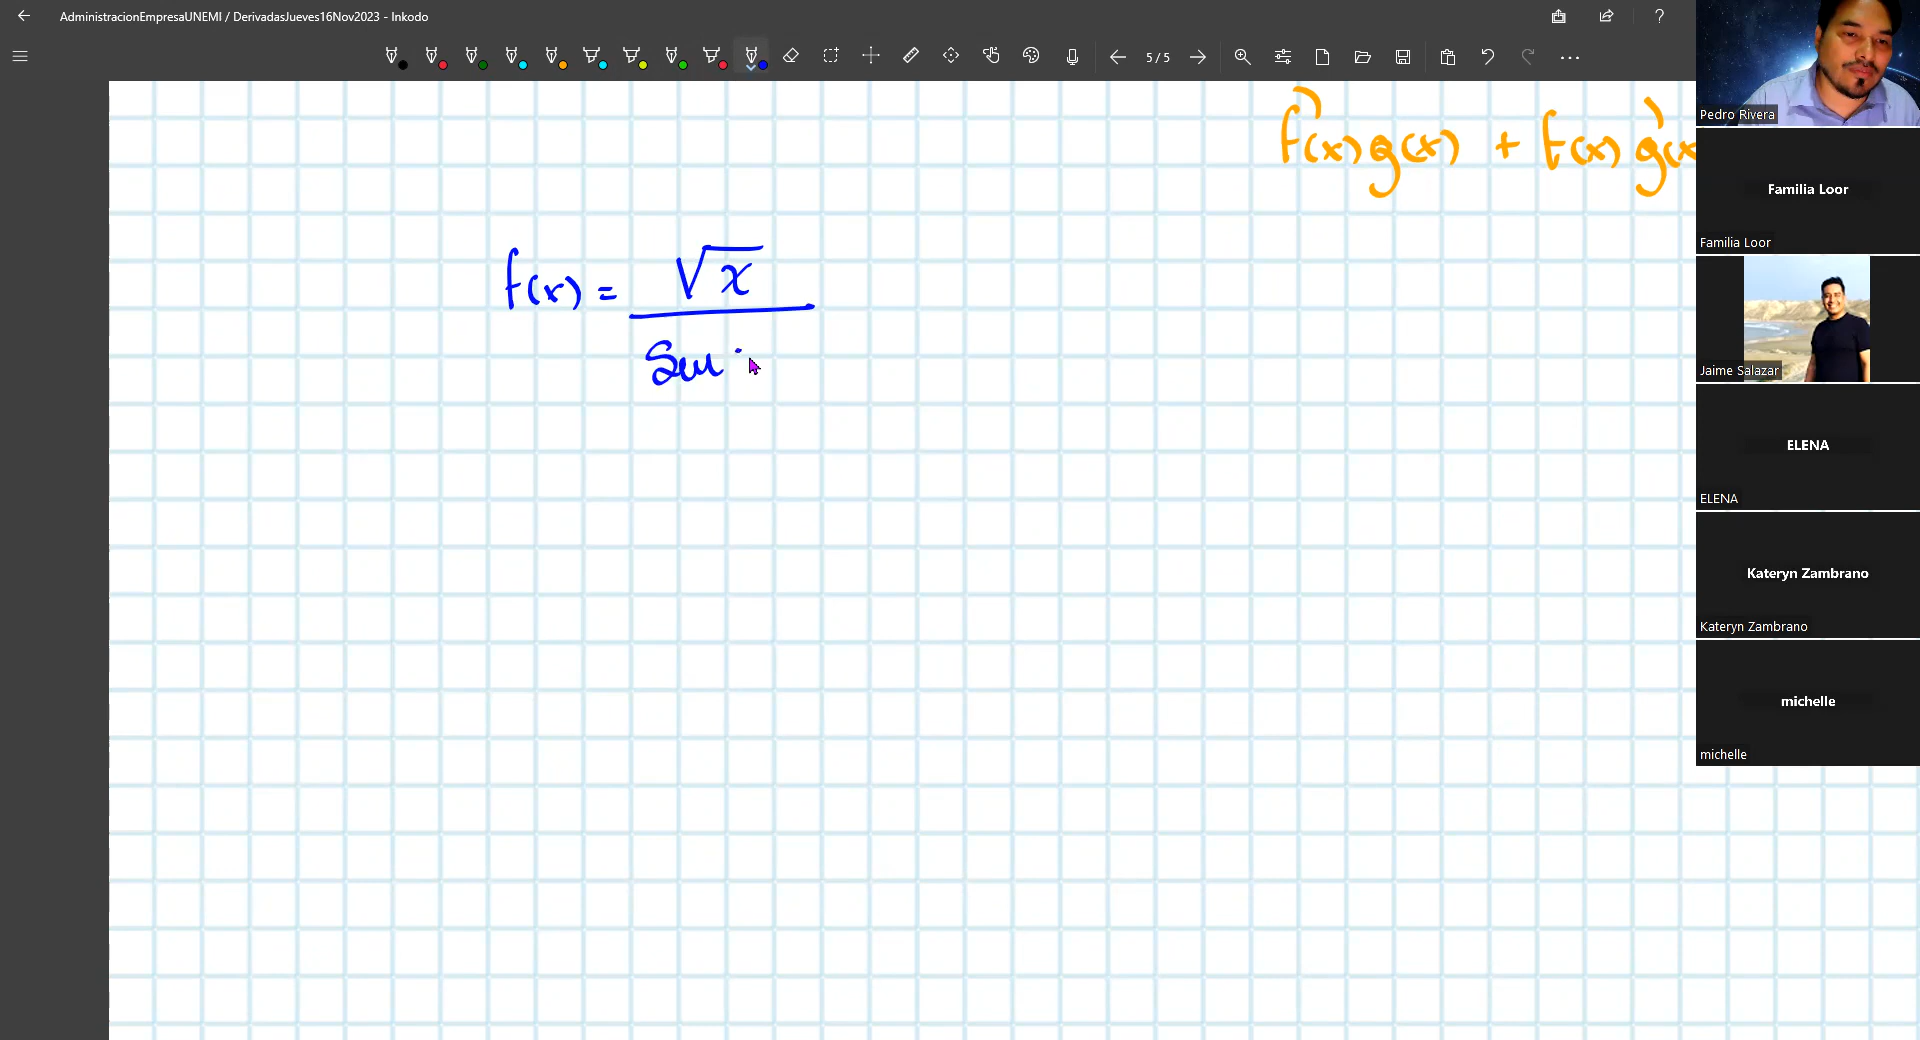 AdministracionEmpresaUNEMI / DerivadasJueves16Nov2023 - Inkodo
?
5 / 5
f'(x)g(x) + f(x)g'(x
f(x) = √x
Sen
Pedro Rivera
Familia Loor
Familia Loor
Jaime Salazar
ELENA
ELENA
Kateryn Zambrano
Kateryn Zambrano
michelle
michelle